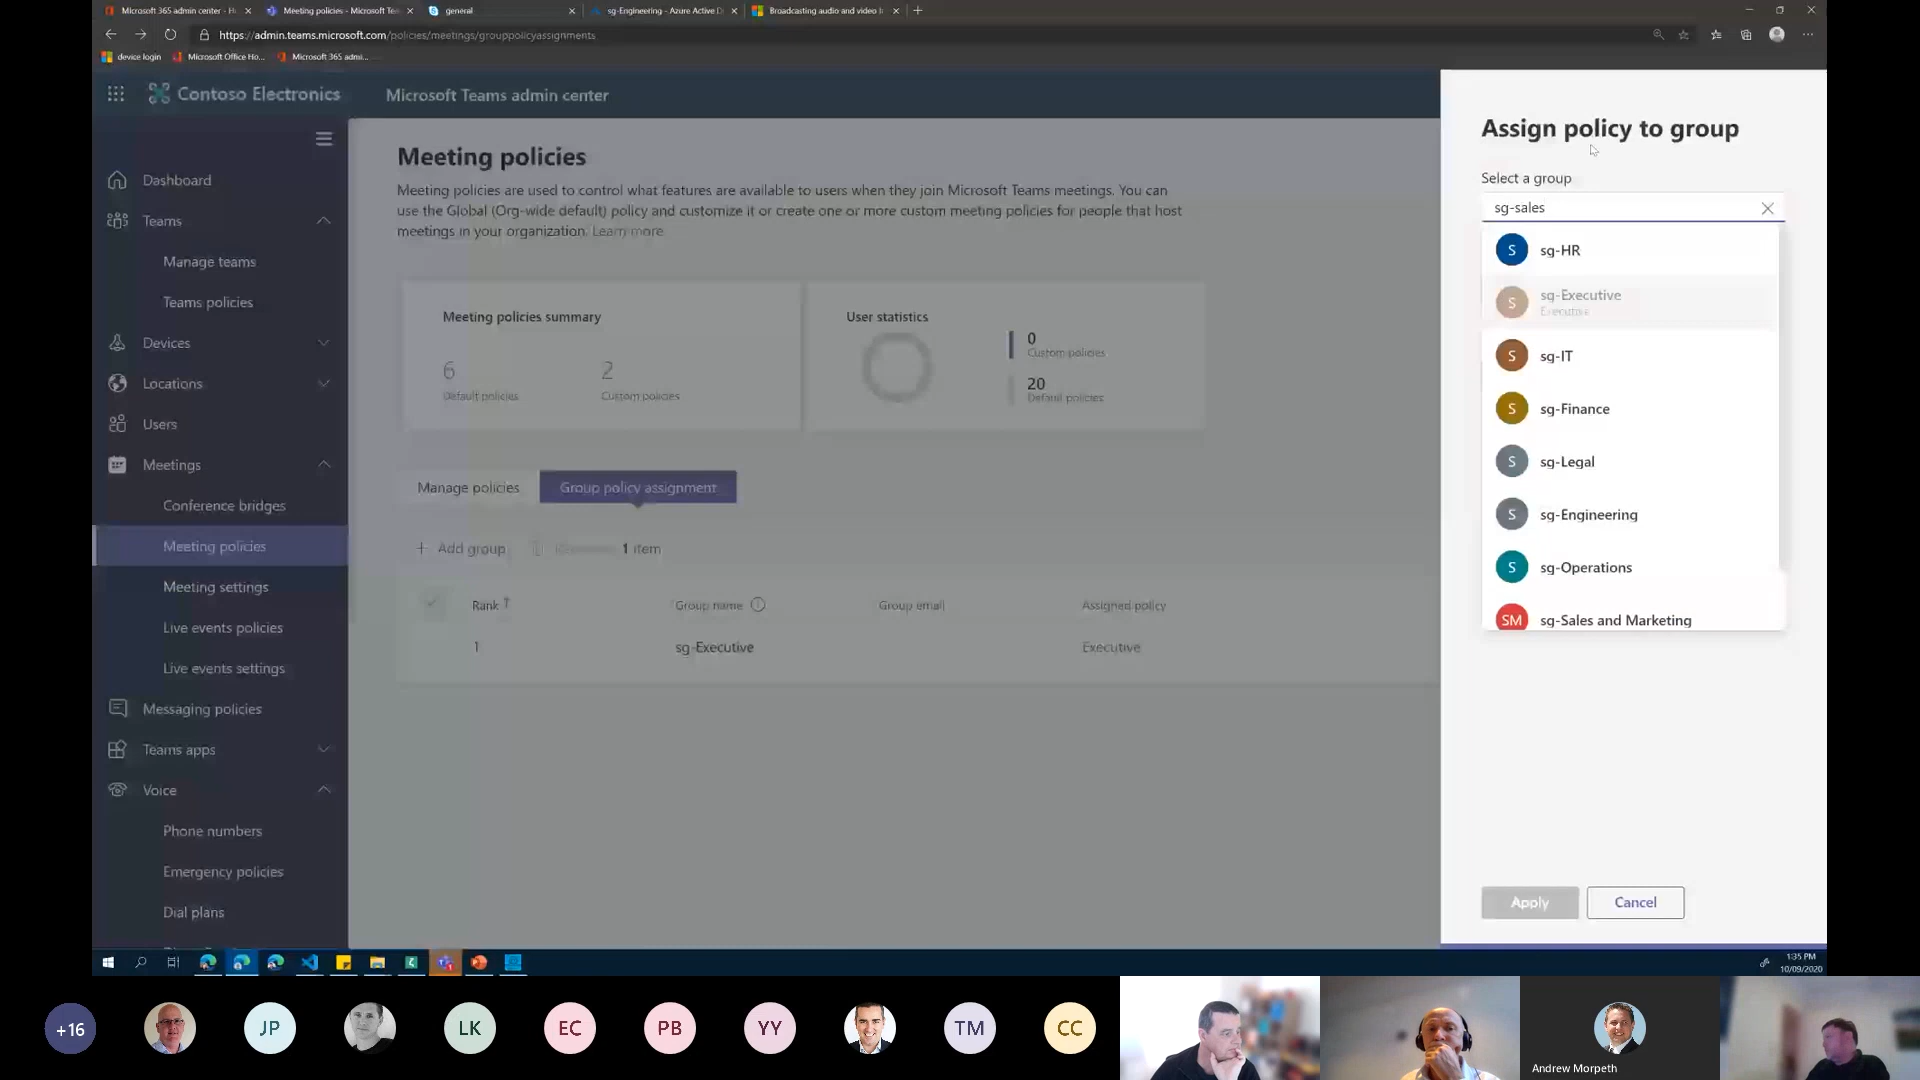 Microsoft 365 admin center - H
Meeting policies - Microsoft Te
general
sg-Engineering - Azure Active D
Broadcasting audio and video
https://admin.teams.microsoft.com/policies/meetings/grouppolicyassignments
device login
Microsoft Office Ho...
Microsoft 365 admi...
Contoso Electronics
Microsoft Teams admin center
Dashboard
Teams
Manage teams
Teams policies
Devices
Locations
Users
Meetings
Conference bridges
Meeting policies
Meeting settings
Live events policies
Live events settings
Messaging policies
Teams apps
Voice
Phone numbers
Emergency policies
Dial plans
Meeting policies
Meeting policies are used to control what features are available to users when they join Microsoft Teams meetings. You can
use the Global (Org-wide default) policy and customize it or create one or more custom meeting policies for people that host
meetings in your organization. Learn more
Meeting policies summary
6
Default policies
2
Custom policies
User statistics
0
Custom policies
20
Default policies
Manage policies
Group policy assignment
+ Add group
1 item
Rank ↑
Group name
Group email
Assigned policy
1
sg-Executive
Executive
Assign policy to group
Select a group
sg-sales
S sg-HR
S sg-Executive
Executive
S sg-IT
S sg-Finance
S sg-Legal
S sg-Engineering
S sg-Operations
SM sg-Sales and Marketing
Apply
Cancel
1:35 PM
10/09/2020
+16
JP
LK
EC
PB
YY
TM
CC
Andrew Morpeth